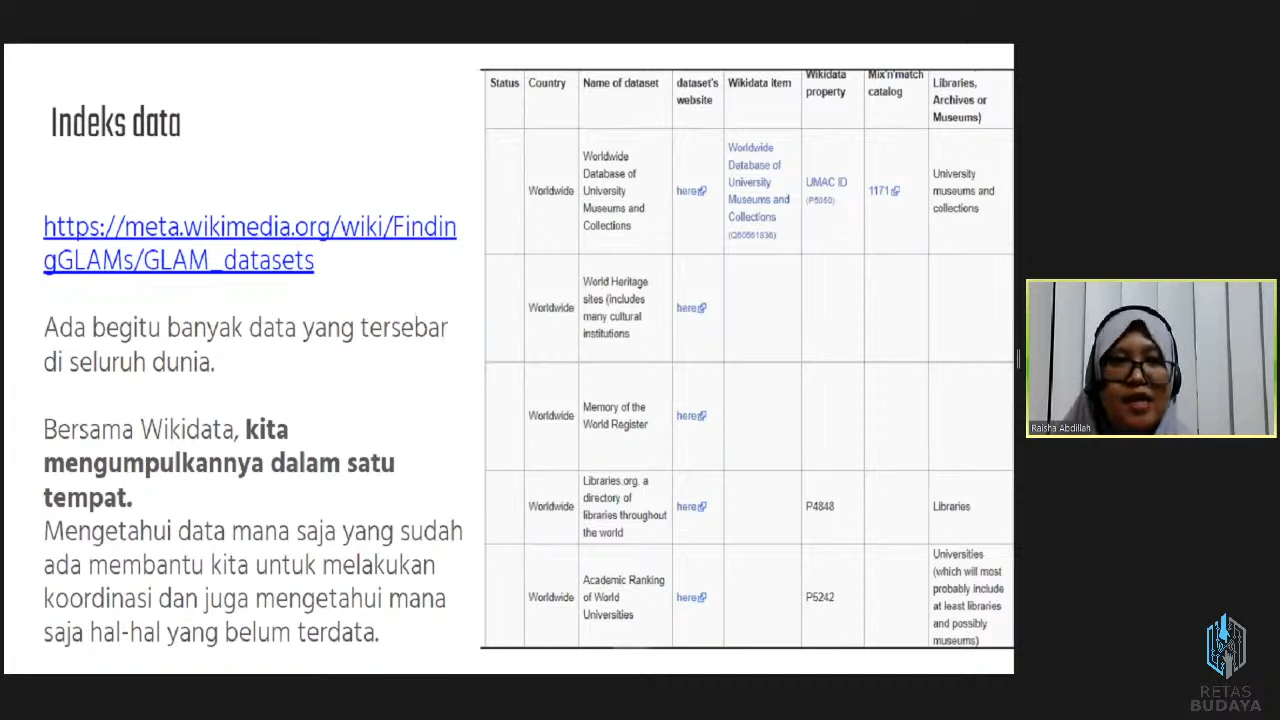 Indeks data
https://meta.wikimedia.org/wiki/Findin
gGLAMs/GLAM_datasets
Ada begitu banyak data yang tersebar
di seluruh dunia.
Bersama Wikidata, kita
mengumpulkannya dalam satu
tempat.
Mengetahui data mana saja yang sudah
ada membantu kita untuk melakukan
koordinasi dan juga mengetahui mana
saja hal-hal yang belum terdata.
Status
Country
Name of dataset
dataset's
website
Wikidata item
Wikidata
property
Mix'n'match
catalog
Libraries,
Archives or
Museums)
Worldwide
Worldwide
Database of
University
Museums and
Collections
here
Worldwide
Database of
University
Museums and
Collections
UMAC ID
(P5050)
1171
University
museums and
collections
Worldwide
World Heritage
sites (includes
many cultural
institutions
here
Worldwide
Memory of the
World Register
here
Worldwide
Libraries.org, a
directory of
libraries throughout
the world
here
P4848
Libraries
Worldwide
Academic Ranking
of World
Universities
here
P5242
Universities
(which will most
probably include
at least libraries
and possibly
museums)
Raisha Abdillah
RETAS
BUDAYA